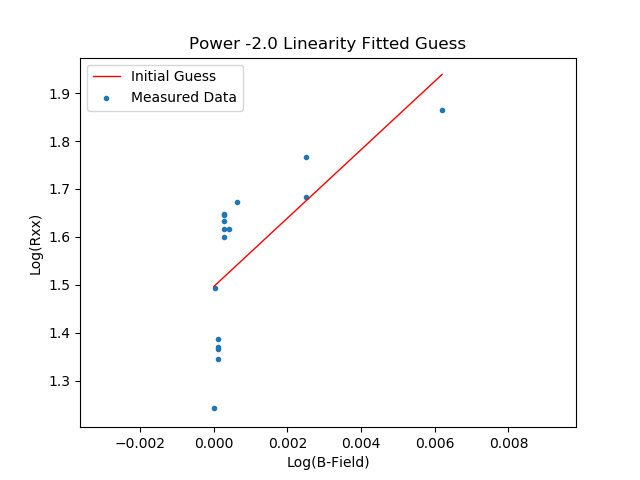 Power -2.0 Linearity Fitted Guess
Initial Guess
Measured Data
Log(Rxx)
1.9
1.8
1.7
1.6
1.5
1.4
1.3
−0.002 0.000 0.002 0.004 0.006 0.008
Log(B-Field)